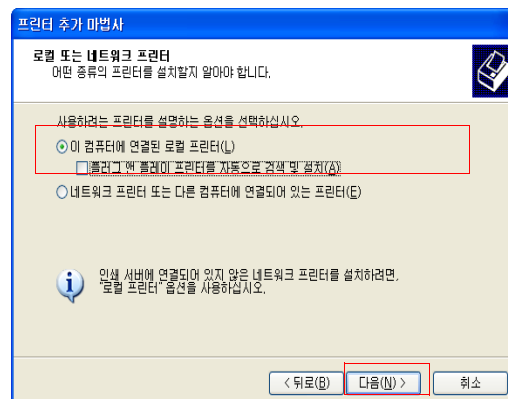 프린터 추가 마법사
로컬 또는 네트워크 프린터
어떤 종류의 프린터를 설치할지 알아야 합니다.
사용하려는 프린터를 설명하는 옵션을 선택하십시오.
이 컴퓨터에 연결된 로컬 프린터(L)
플러그 앤 플레이 프린터를 자동으로 검색 및 설치(A)
네트워크 프린터 또는 다른 컴퓨터에 연결되어 있는 프린터(E)
인쇄 서버에 연결되어 있지 않은 네트워크 프린터를 설치하려면,
"로컬 프린터" 옵션을 사용하십시오.
< 뒤로(B) 다음(N) > 취소